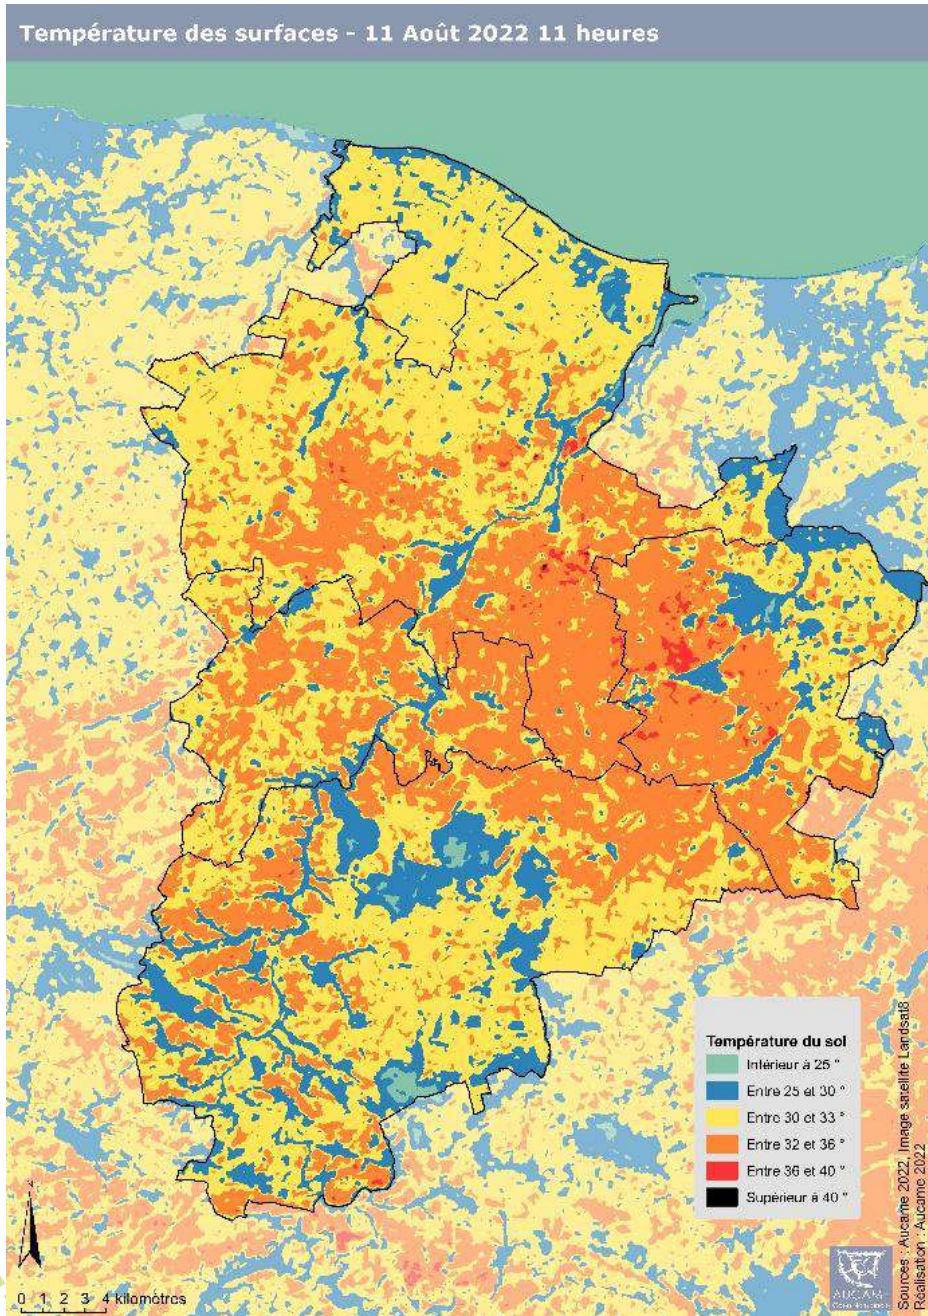 Température des surfaces - 11 Août 2022 11 heures
Température du sol
Intérieur à 25 °
Entre 25 et 30 °
Entre 30 et 33 °
Entre 32 et 36 °
Entre 36 et 40 °
Supérieur à 40 °
0 1 2 3 4 kilomètres
AUCAME
Sources : Aucame 2022, Image satellite Landsat8
Réalisation : Aucame 2022